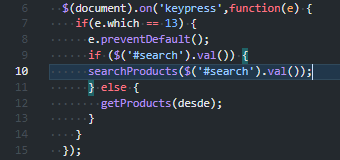 6 $(document).on('keypress',function(e) {
7 if(e.which == 13) {
8 e.preventDefault();
9 if ($('#search').val()) {
10 searchProducts($('#search').val());
11 } else {
12 getProducts(desde);
13 }
14 }
15 });